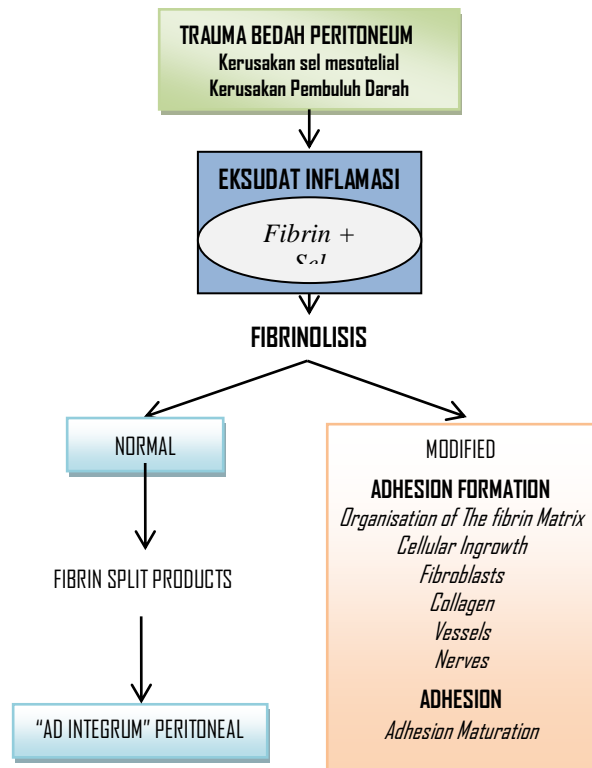 TRAUMA BEDAH PERITONEUM
Kerusakan sel mesotelial
Kerusakan Pembuluh Darah
EKSUDAT INFLAMASI
Fibrin +
Sel
FIBRINOLISIS
NORMAL
FIBRIN SPLIT PRODUCTS
"AD INTEGRUM" PERITONEAL
MODIFIED
ADHESION FORMATION
Organisation of The fibrin Matrix
Cellular Ingrowth
Fibroblasts
Collagen
Vessels
Nerves
ADHESION
Adhesion Maturation